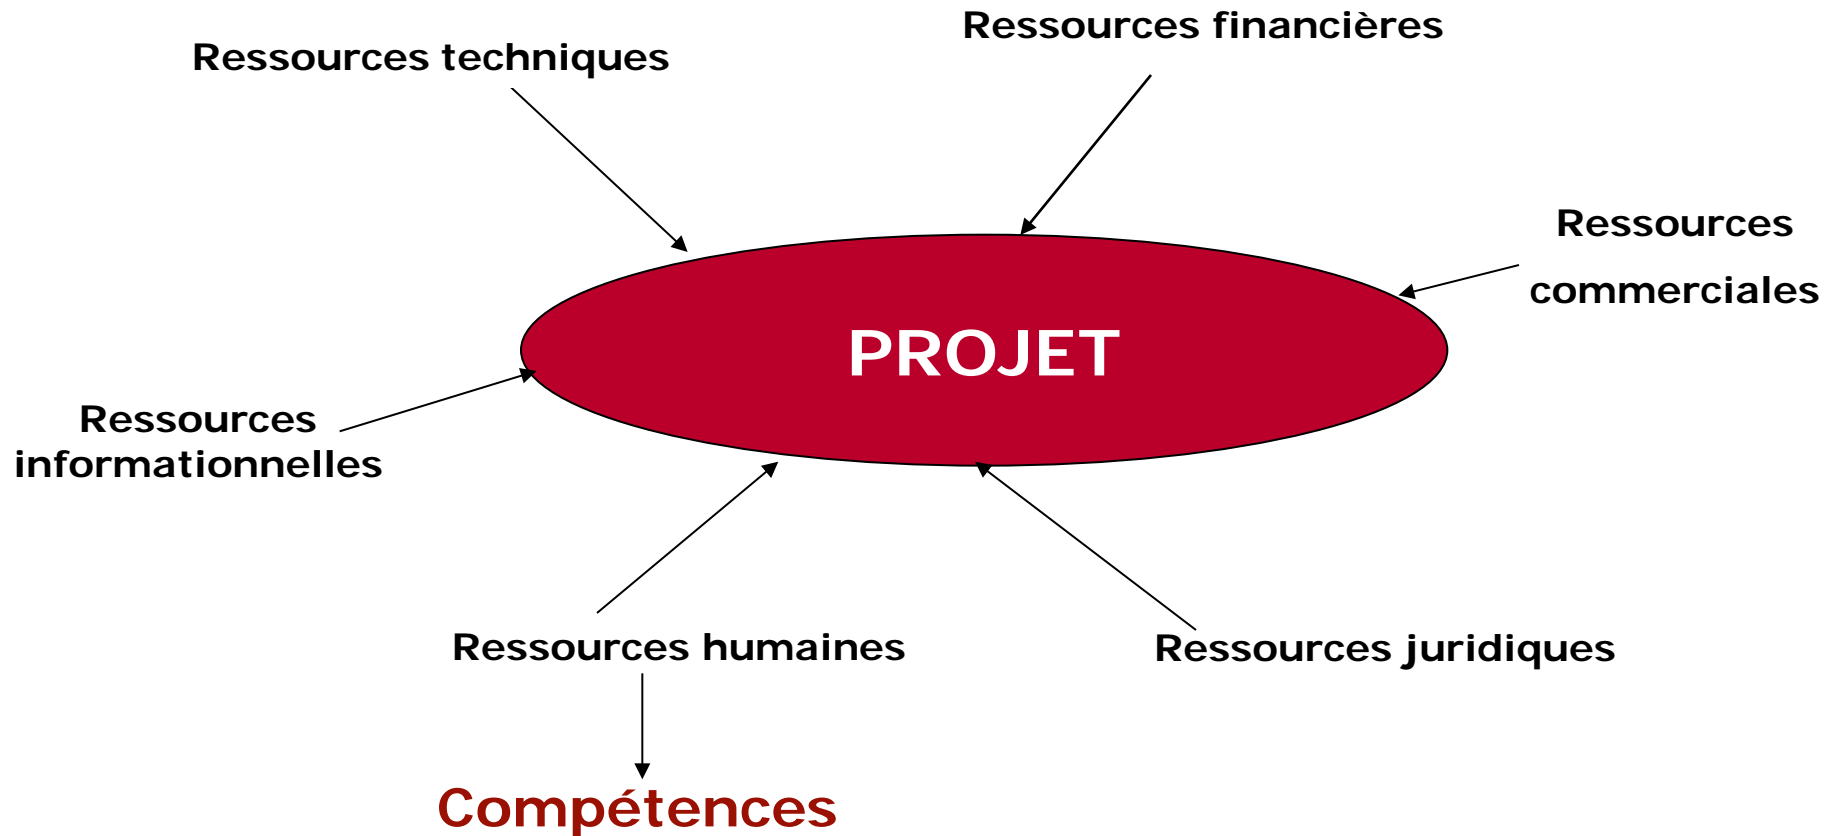 Ressources financières
Ressources techniques
Ressources
commerciales
PROJET
Ressources
informationnelles
Ressources humaines
Ressources juridiques
Compétences